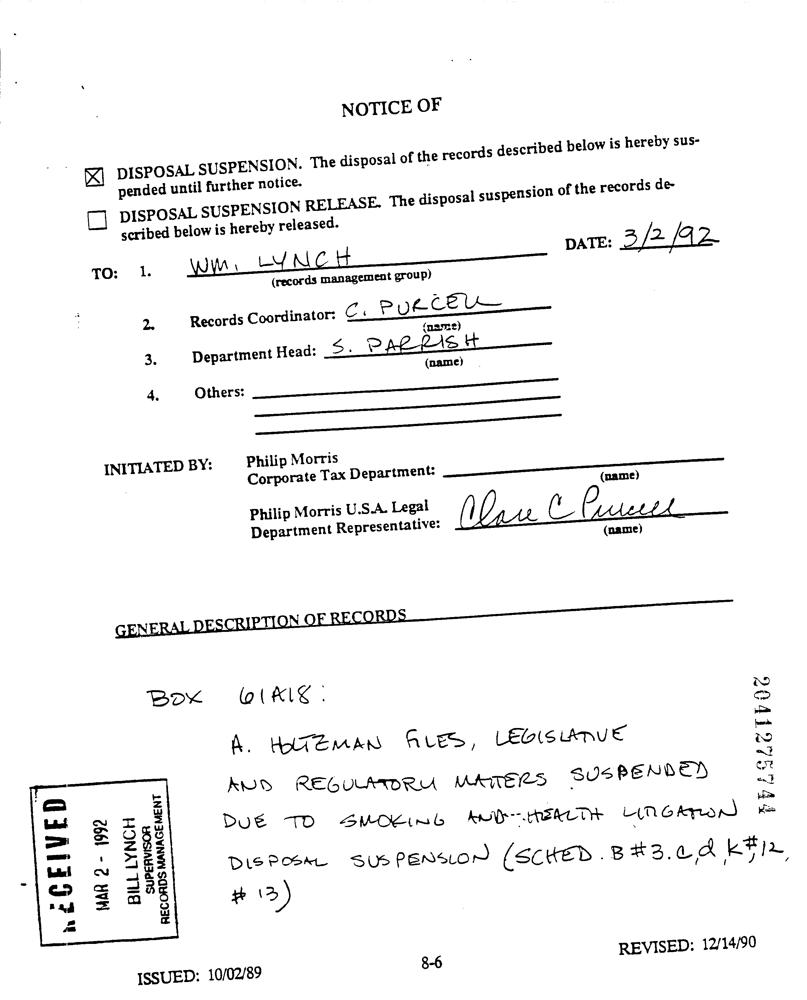 NOTICE OF
☒ DISPOSAL SUSPENSION. The disposal of the records described below is hereby sus-
pended until further notice.
☐ DISPOSAL SUSPENSION RELEASE. The disposal suspension of the records de-
scribed below is hereby released.
DATE: 3/2/92
TO: 1. WM. LYNCH
(records management group)
2. Records Coordinator: C. PURCELL
(name)
3. Department Head: S. PARRISH
(name)
4. Others:
INITIATED BY: Philip Morris
Corporate Tax Department:
(name)
Philip Morris U.S.A. Legal
Department Representative: Clare C Purcell
(name)
GENERAL DESCRIPTION OF RECORDS
BOX 61A18:
A. HOLTZMAN FILES, LEGISLATIVE
AND REGULATORY MATTERS SUSPENDED
DUE TO SMOKING AND HEALTH LITIGATION
DISPOSAL SUSPENSION (SCHED. B #3.c,d,k #12,
#13)
2041275744
RECEIVED
MAR 2 - 1992
BILL LYNCH
SUPERVISOR
RECORDS MANAGEMENT
ISSUED: 10/02/89
8-6
REVISED: 12/14/90